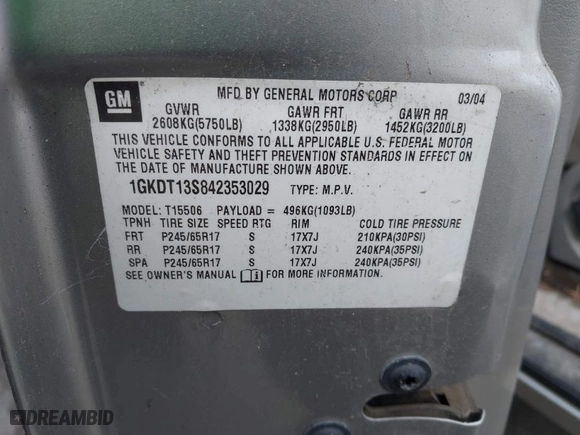 GM
MFD BY GENERAL MOTORS CORP 03/04
GVWR GAWR FRT GAWR RR
2608KG(5750LB) 1338KG(2950LB) 1452KG(3200LB)
THIS VEHICLE CONFORMS TO ALL APPLICABLE U.S. FEDERAL MOTOR
VEHICLE SAFETY AND THEFT PREVENTION STANDARDS IN EFFECT ON
THE DATE OF MANUFACTURE SHOWN ABOVE.
1GKDT13S842353029 TYPE: M.P.V.
MODEL: T15506 PAYLOAD = 496KG(1093LB)
TPNH TIRE SIZE SPEED RTG RIM COLD TIRE PRESSURE
FRT P245/65R17 S 17X7J 210KPA(30PSI)
RR P245/65R17 S 17X7J 240KPA(35PSI)
SPA P245/65R17 S 17X7J 240KPA(35PSI)
SEE OWNER'S MANUAL FOR MORE INFORMATION.
DREAMBID